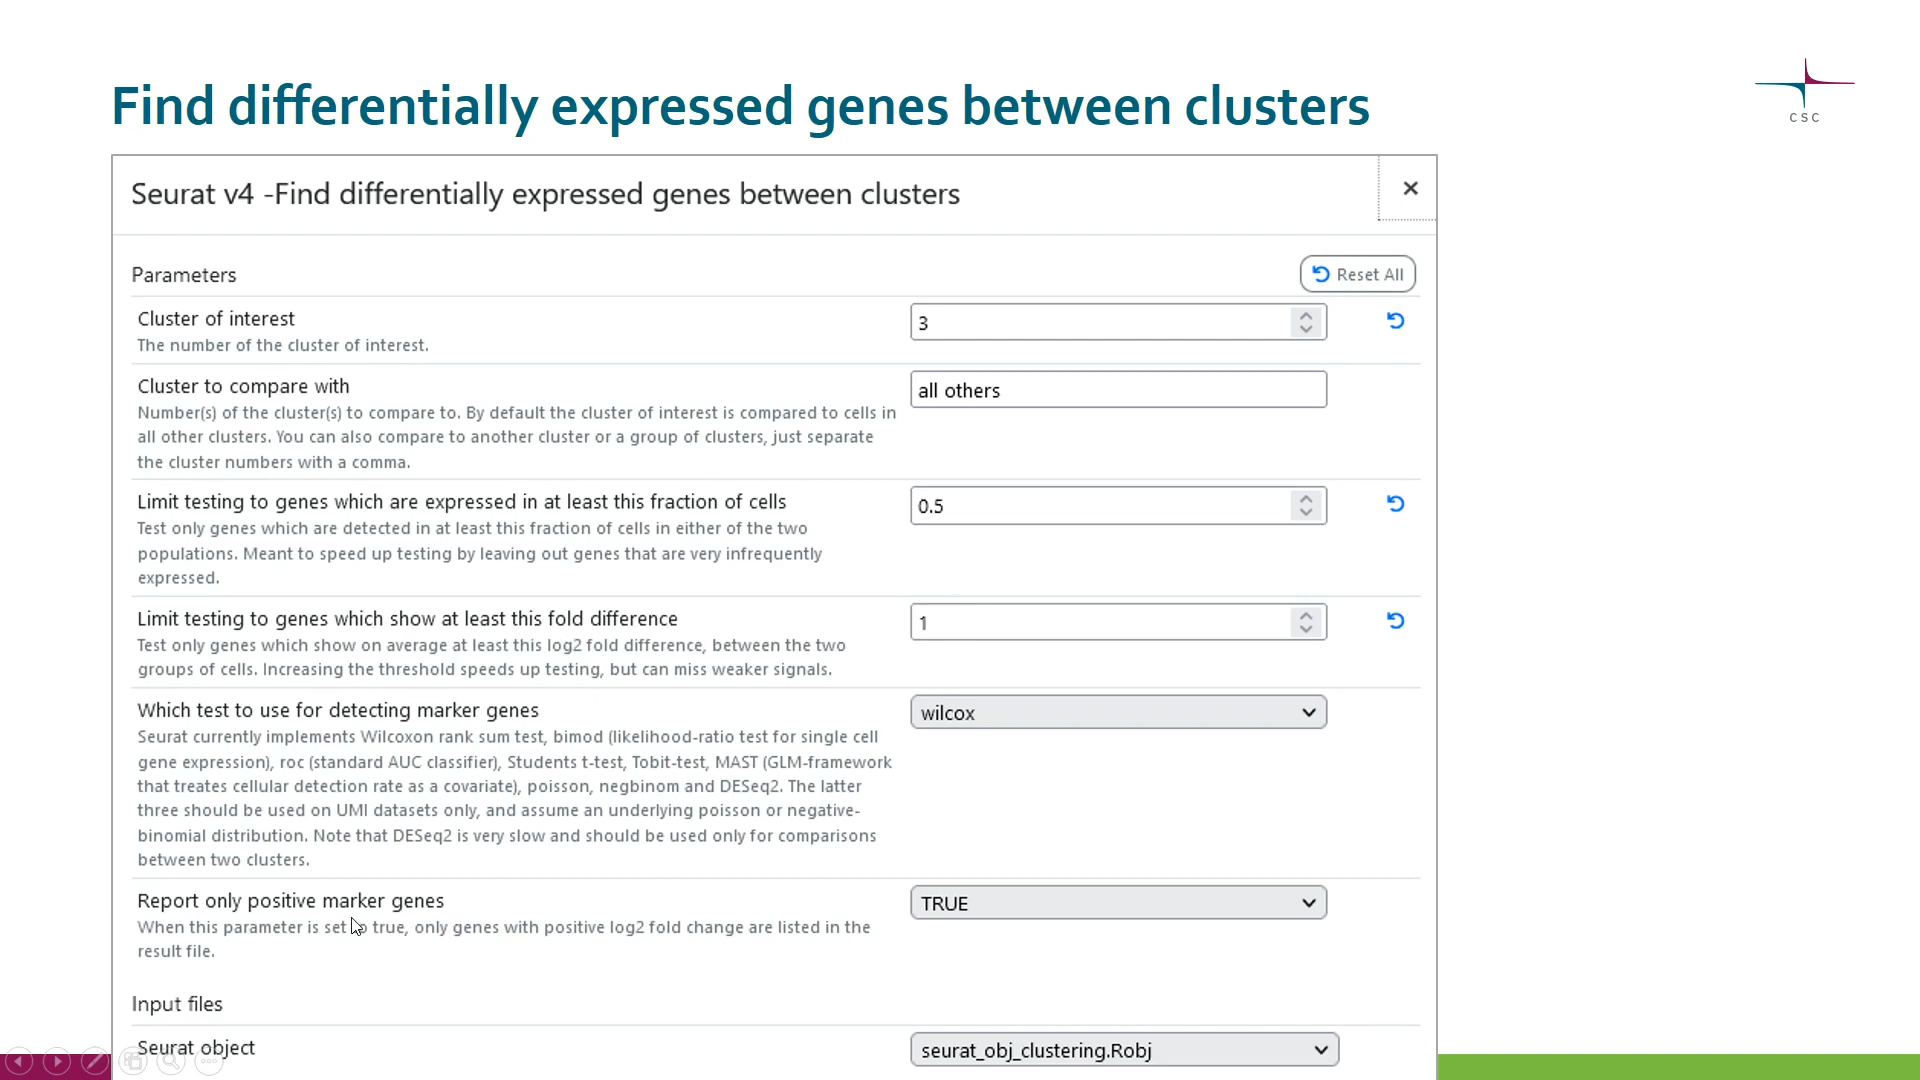 Find differentially expressed genes between clusters
CSC
Seurat v4 -Find differentially expressed genes between clusters
Parameters
Reset All
Cluster of interest
3
The number of the cluster of interest.
Cluster to compare with
all others
Number(s) of the cluster(s) to compare to. By default the cluster of interest is compared to cells in
all other clusters. You can also compare to another cluster or a group of clusters, just separate
the cluster numbers with a comma.
Limit testing to genes which are expressed in at least this fraction of cells
0.5
Test only genes which are detected in at least this fraction of cells in either of the two
populations. Meant to speed up testing by leaving out genes that are very infrequently
expressed.
Limit testing to genes which show at least this fold difference
1
Test only genes which show on average at least this log2 fold difference, between the two
groups of cells. Increasing the threshold speeds up testing, but can miss weaker signals.
Which test to use for detecting marker genes
wilcox
Seurat currently implements Wilcoxon rank sum test, bimod (likelihood-ratio test for single cell
gene expression), roc (standard AUC classifier), Students t-test, Tobit-test, MAST (GLM-framework
that treates cellular detection rate as a covariate), poisson, negbinom and DESeq2. The latter
three should be used on UMI datasets only, and assume an underlying poisson or negative-
binomial distribution. Note that DESeq2 is very slow and should be used only for comparisons
between two clusters.
Report only positive marker genes
TRUE
When this parameter is set to true, only genes with positive log2 fold change are listed in the
result file.
Input files
Seurat object
seurat_obj_clustering.Robj